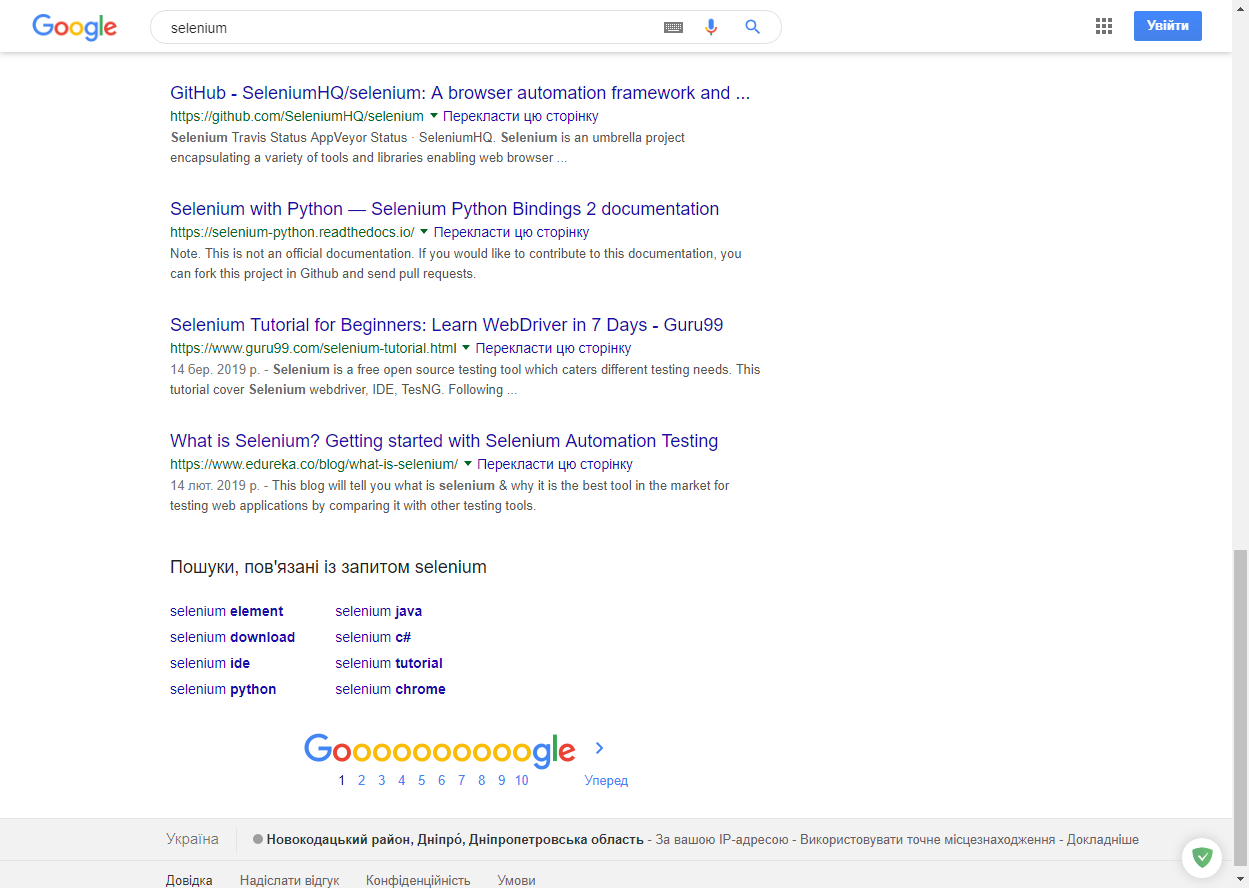 Google
selenium
Увійти
GitHub - SeleniumHQ/selenium: A browser automation framework and ...
https://github.com/SeleniumHQ/selenium Перекласти цю сторінку
Selenium Travis Status AppVeyor Status · SeleniumHQ. Selenium is an umbrella project
encapsulating a variety of tools and libraries enabling web browser ...
Selenium with Python — Selenium Python Bindings 2 documentation
https://selenium-python.readthedocs.io/ Перекласти цю сторінку
Note. This is not an official documentation. If you would like to contribute to this documentation, you
can fork this project in Github and send pull requests.
Selenium Tutorial for Beginners: Learn WebDriver in 7 Days - Guru99
https://www.guru99.com/selenium-tutorial.html Перекласти цю сторінку
14 бер. 2019 р. - Selenium is a free open source testing tool which caters different testing needs. This
tutorial cover Selenium webdriver, IDE, TesNG. Following ...
What is Selenium? Getting started with Selenium Automation Testing
https://www.edureka.co/blog/what-is-selenium/ Перекласти цю сторінку
14 лют. 2019 р. - This blog will tell you what is selenium & why it is the best tool in the market for
testing web applications by comparing it with other testing tools.
Пошуки, пов'язані із запитом selenium
selenium element selenium java
selenium download selenium c#
selenium ide selenium tutorial
selenium python selenium chrome
Goooooooooogle
1 2 3 4 5 6 7 8 9 10 Уперед
Україна Новокодацький район, Дніпро́, Дніпропетровська область - За вашою IP-адресою - Використовувати точне місцезнаходження - Докладніше
Довідка Надіслати відгук Конфіденційність Умови